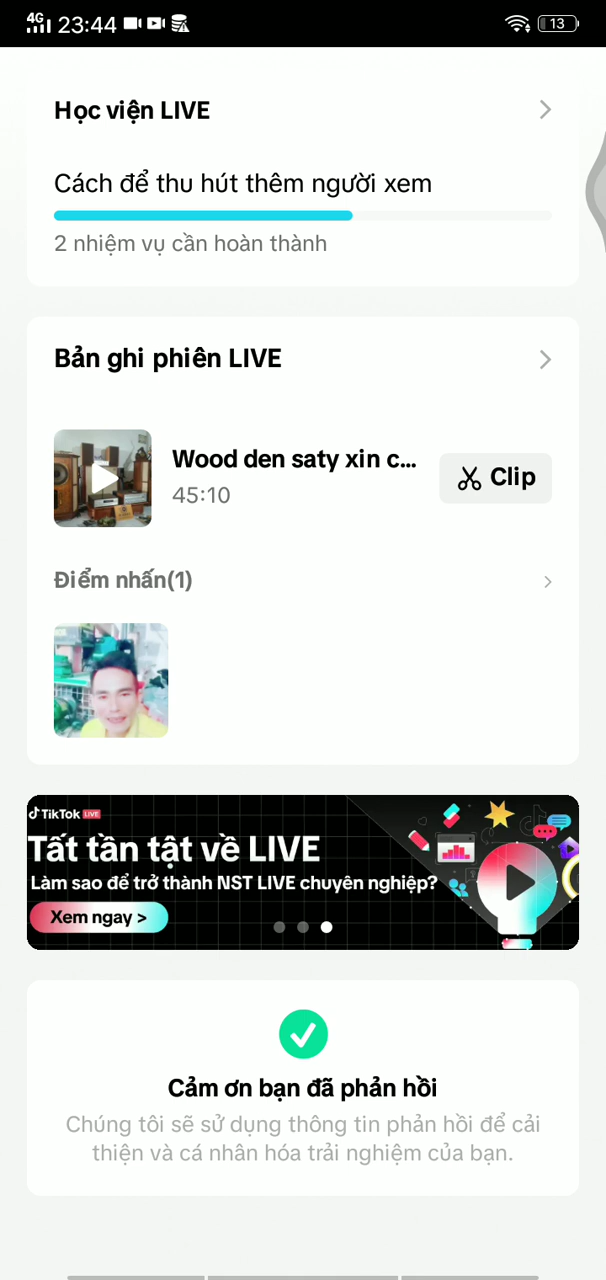 4G
23:44
13
Học viện LIVE
Cách để thu hút thêm người xem
2 nhiệm vụ cần hoàn thành
Bản ghi phiên LIVE
Wood den saty xin c...
45:10
Clip
Điểm nhấn(1)
TikTok LIVE
Tất tần tật về LIVE
Làm sao để trở thành NST LIVE chuyên nghiệp?
Xem ngay >
Cảm ơn bạn đã phản hồi
Chúng tôi sẽ sử dụng thông tin phản hồi để cải
thiện và cá nhân hóa trải nghiệm của bạn.